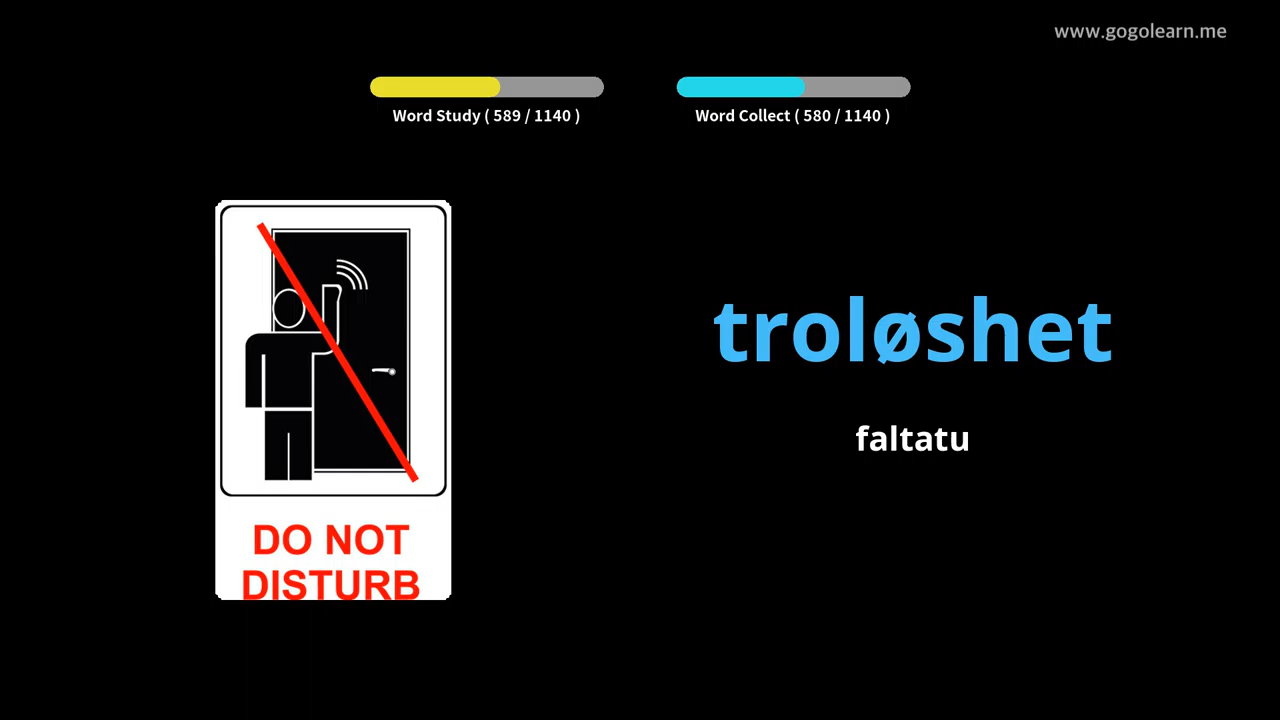 www.gogolearn.me
Word Study ( 589 / 1140 )
Word Collect ( 580 / 1140 )
DO NOT
DISTURB
troløshet
faltatu